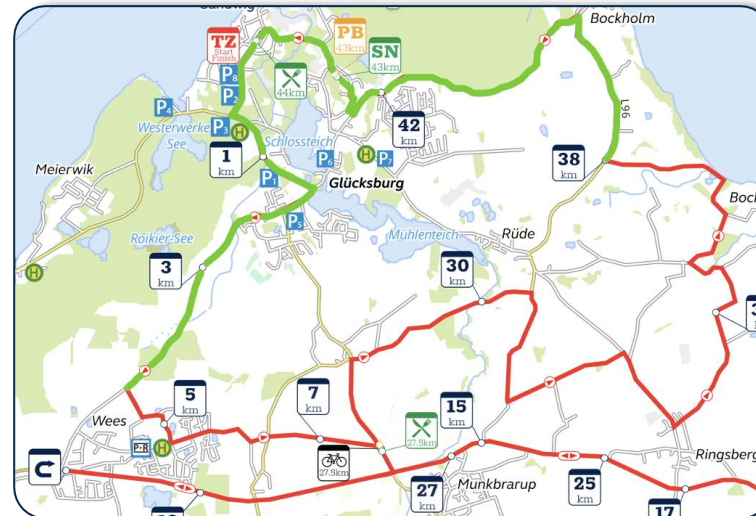 Bockholm
TZ
Start
Finish
PB
43km
SN
43km
P8
P2
44km
L96
P4
P3
H
Westerwerker
See
Schlossteich
42
km
1
km
P6
H
P7
38
km
Meierwik
P1
Glücksburg
P5
Roikier-See
Mühlenteich
Rüde
3
km
30
km
H
Wees
5
km
7
km
15
km
P+R
H
27.5km
27.5km
Ringsberg
27
km
Munkbrarup
25
km
17